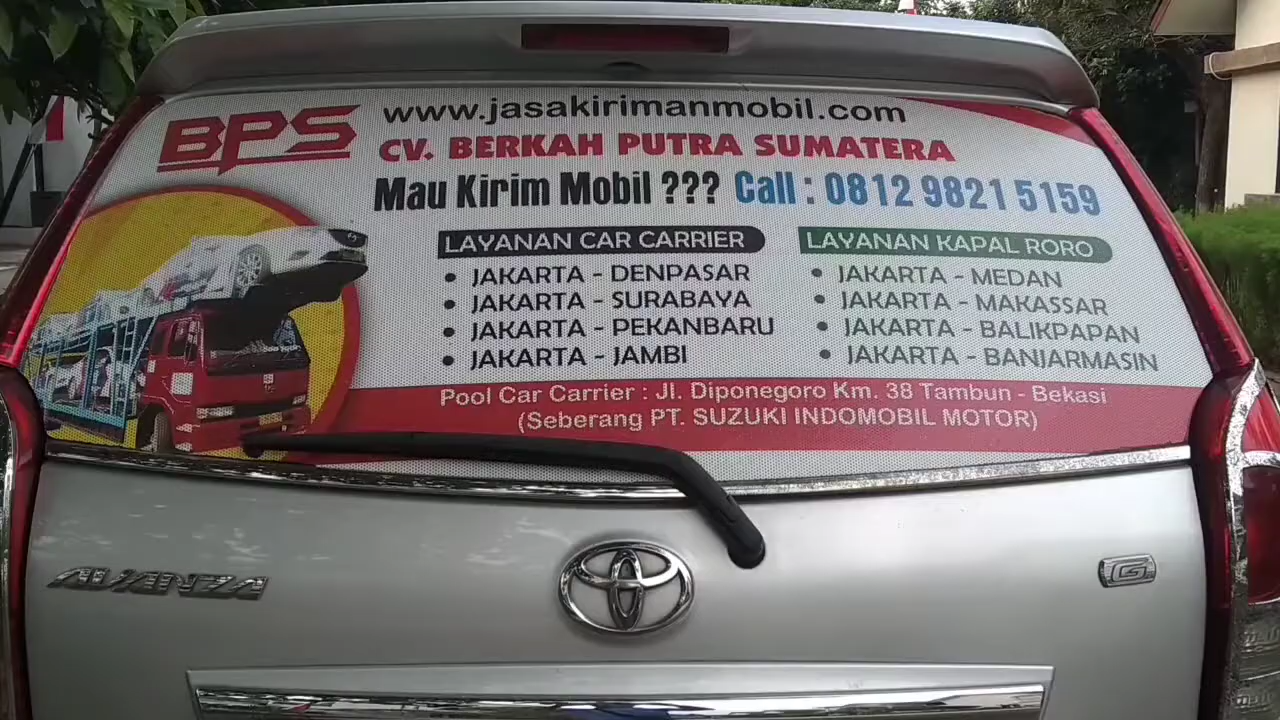 BPS
www.jasakirimanmobil.com
CV. BERKAH PUTRA SUMATERA
Mau Kirim Mobil ??? Call : 0812 9821 5159
LAYANAN CAR CARRIER
• JAKARTA - DENPASAR
• JAKARTA - SURABAYA
• JAKARTA - PEKANBARU
• JAKARTA - JAMBI
LAYANAN KAPAL RORO
• JAKARTA - MEDAN
• JAKARTA - MAKASSAR
• JAKARTA - BALIKPAPAN
• JAKARTA - BANJARMASIN
Pool Car Carrier : Jl. Diponegoro Km. 38 Tambun - Bekasi
(Seberang PT. SUZUKI INDOMOBIL MOTOR)
AVANZA
G